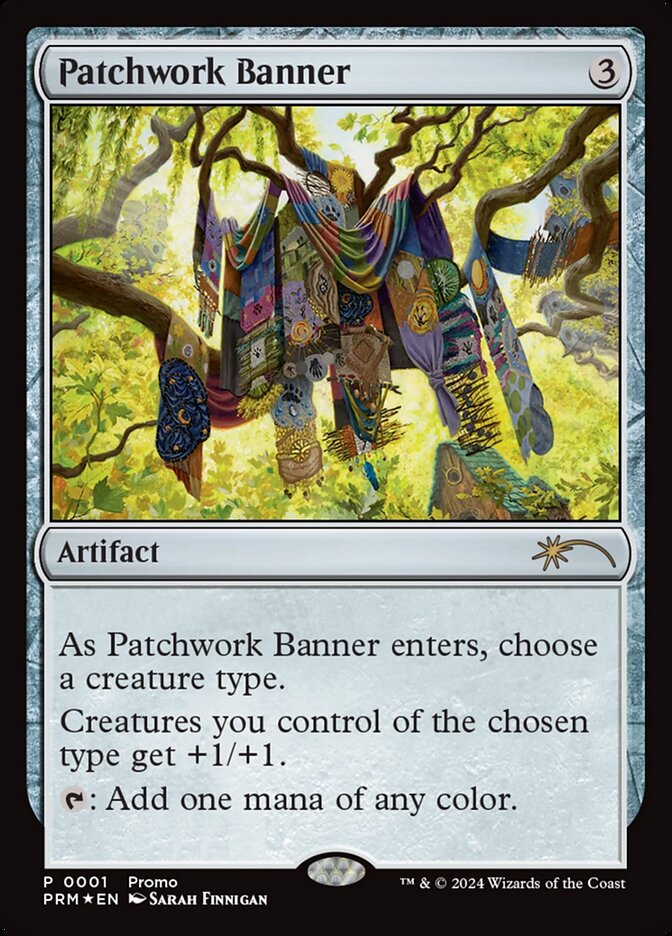 Patchwork Banner 3
Artifact
As Patchwork Banner enters, choose
a creature type.
Creatures you control of the chosen
type get +1/+1.
: Add one mana of any color.
P 0001 Promo
PRM★EN Sarah Finnigan
™ & © 2024 Wizards of the Coast